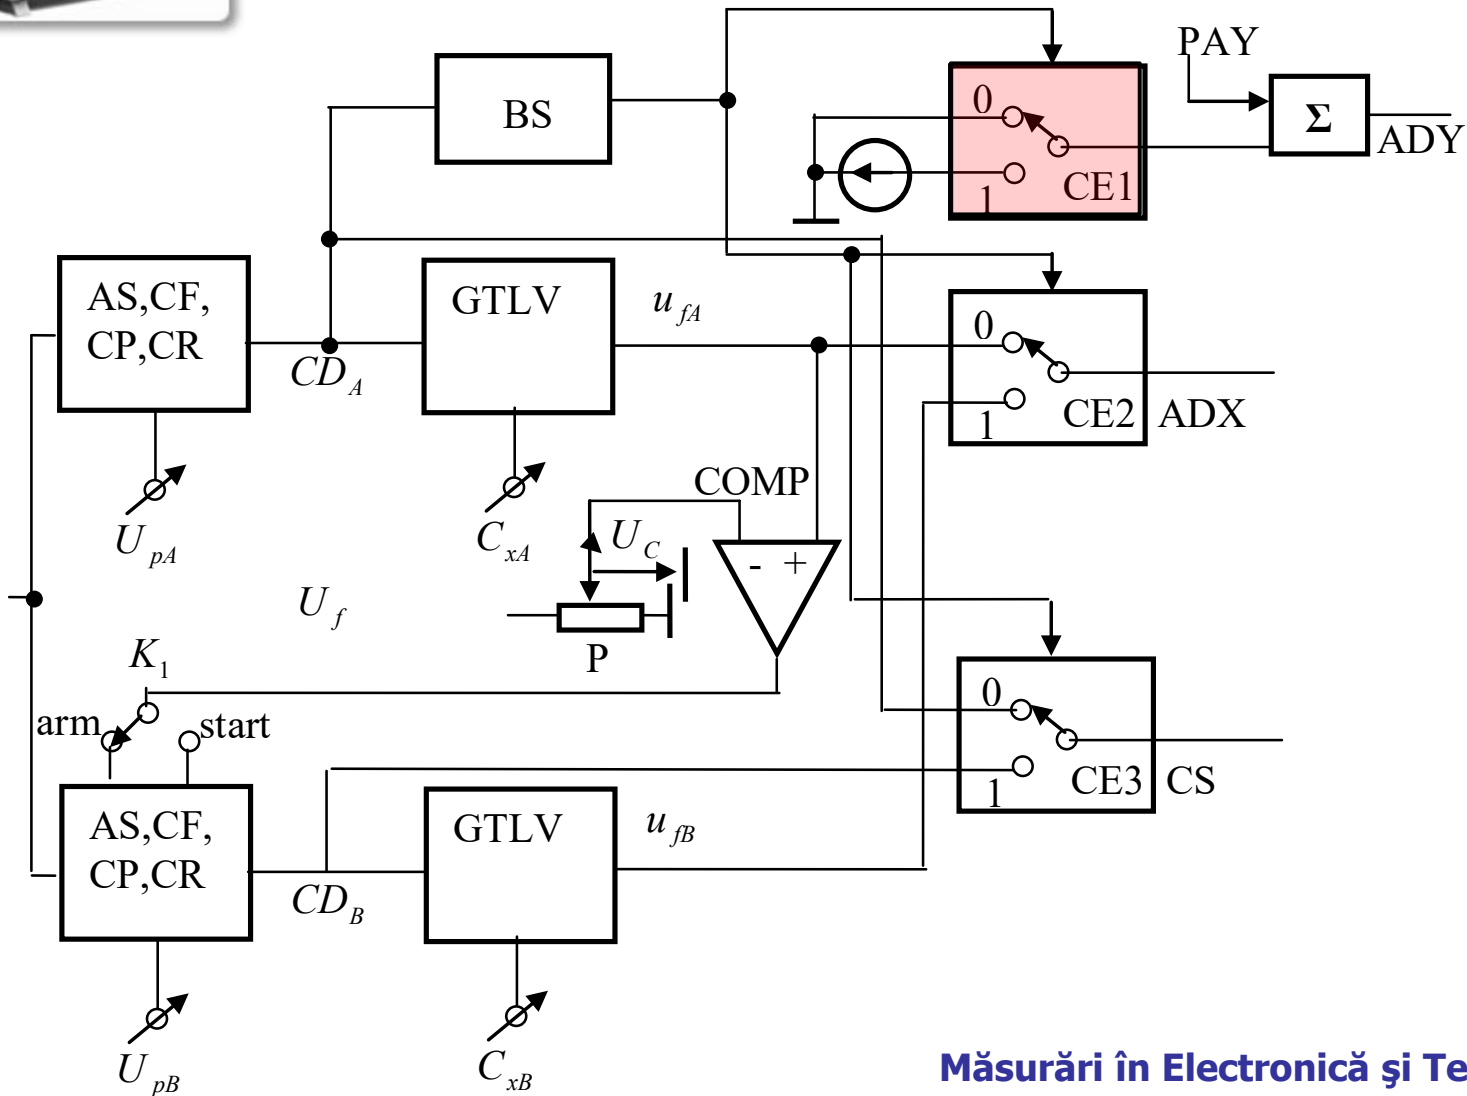 PAY
BS
0
Σ
ADY
CE1
1
AS,CF,
CP,CR
GTLV
u fA
0
CD A
CE2
ADX
1
COMP
U pA
C xA
U C
- +
U f
P
K 1
0
arm
start
CE3
CS
1
AS,CF,
CP,CR
GTLV
u fB
CD B
U pB
C xB
Măsurări în Electronică şi Te